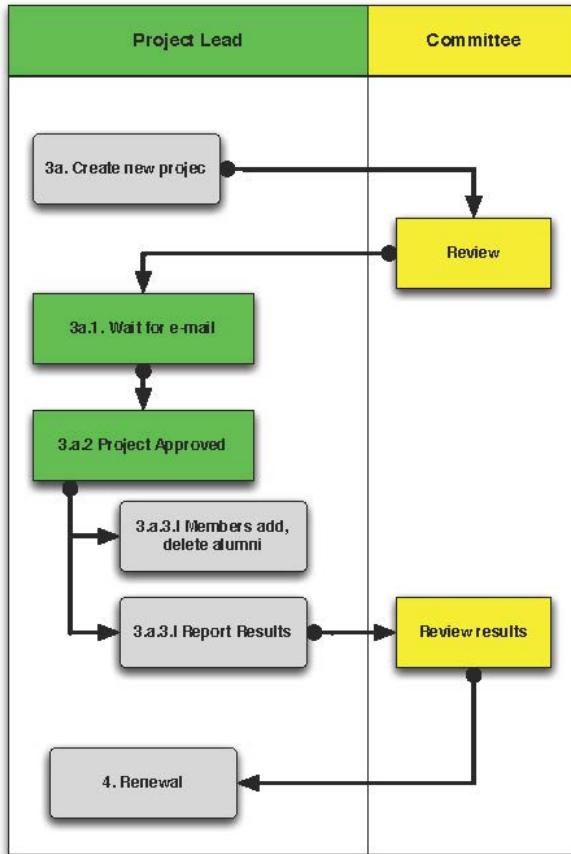 Project Lead
Committee
3a. Create new projec
Review
3a.1. Wait for e-mail
3.a.2 Project Approved
3.a.3.I Members add,
delete alumni
3.a.3.I Report Results
Review results
4. Renewal